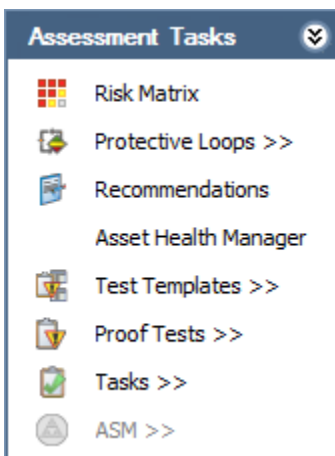 Assessment Tasks
Risk Matrix
Protective Loops >>
Recommendations
Asset Health Manager
Test Templates >>
Proof Tests >>
Tasks >>
ASM >>